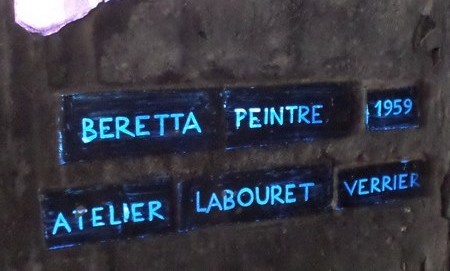 BERETTA PEINTRE 1959
ATELIER LABOURET VERRIER